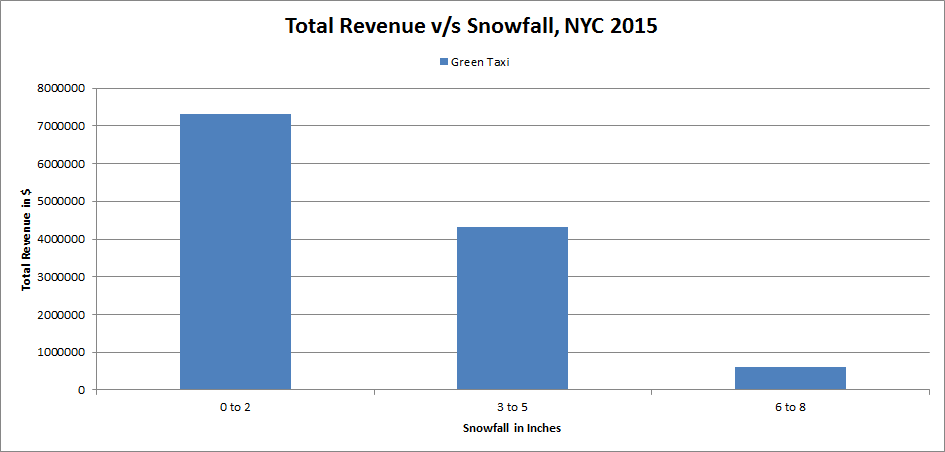 Total Revenue v/s Snowfall, NYC 2015
Green Taxi
8000000
7000000
6000000
5000000
4000000
3000000
2000000
1000000
0
Total Revenue in $
0 to 2 3 to 5 6 to 8
Snowfall in Inches